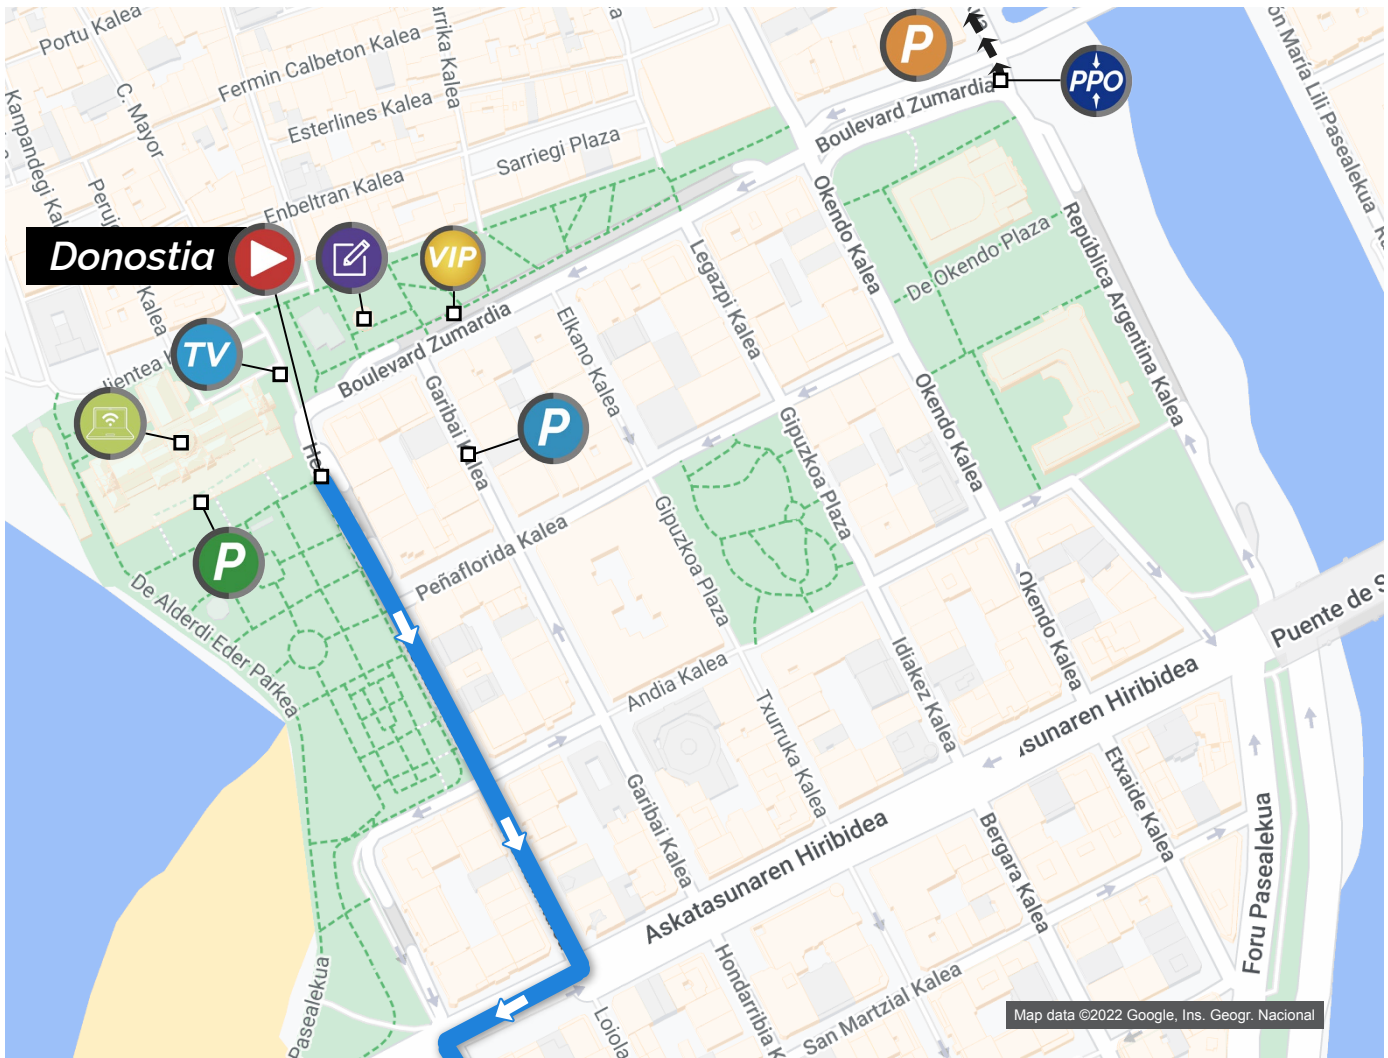 Portu Kalea
Fermin Calbeton Kalea
C. Mayor
Esterlines Kalea
Sarriegi Plaza
Enbeltran Kalea
P
PPO
Boulevard Zumardia
Okendo Kalea
De Okendo Plaza
República Argentina Kalea
Donostia
VIP
TV
Kalea
Legazpi Kalea
Elkano Kalea
Boulevard Zumardia
Garibai Kalea
P
Okendo Kalea
Gipuzkoa Plaza
Gipuzkoa Plaza
Peñaflorida Kalea
P
De Alderdi Eder Parkea
Okendo Kalea
Puente de S
Andia Kalea
Idiakez Kalea
Txurruka Kalea
asunaren Hiribidea
Etxaide Kalea
Garibai Kalea
Askatasunaren Hiribidea
Bergara Kalea
Foru Pasealekua
Hondarribia K
San Martzial Kalea
Loiola
Pasealekua
Map data ©2022 Google, Ins. Geogr. Nacional